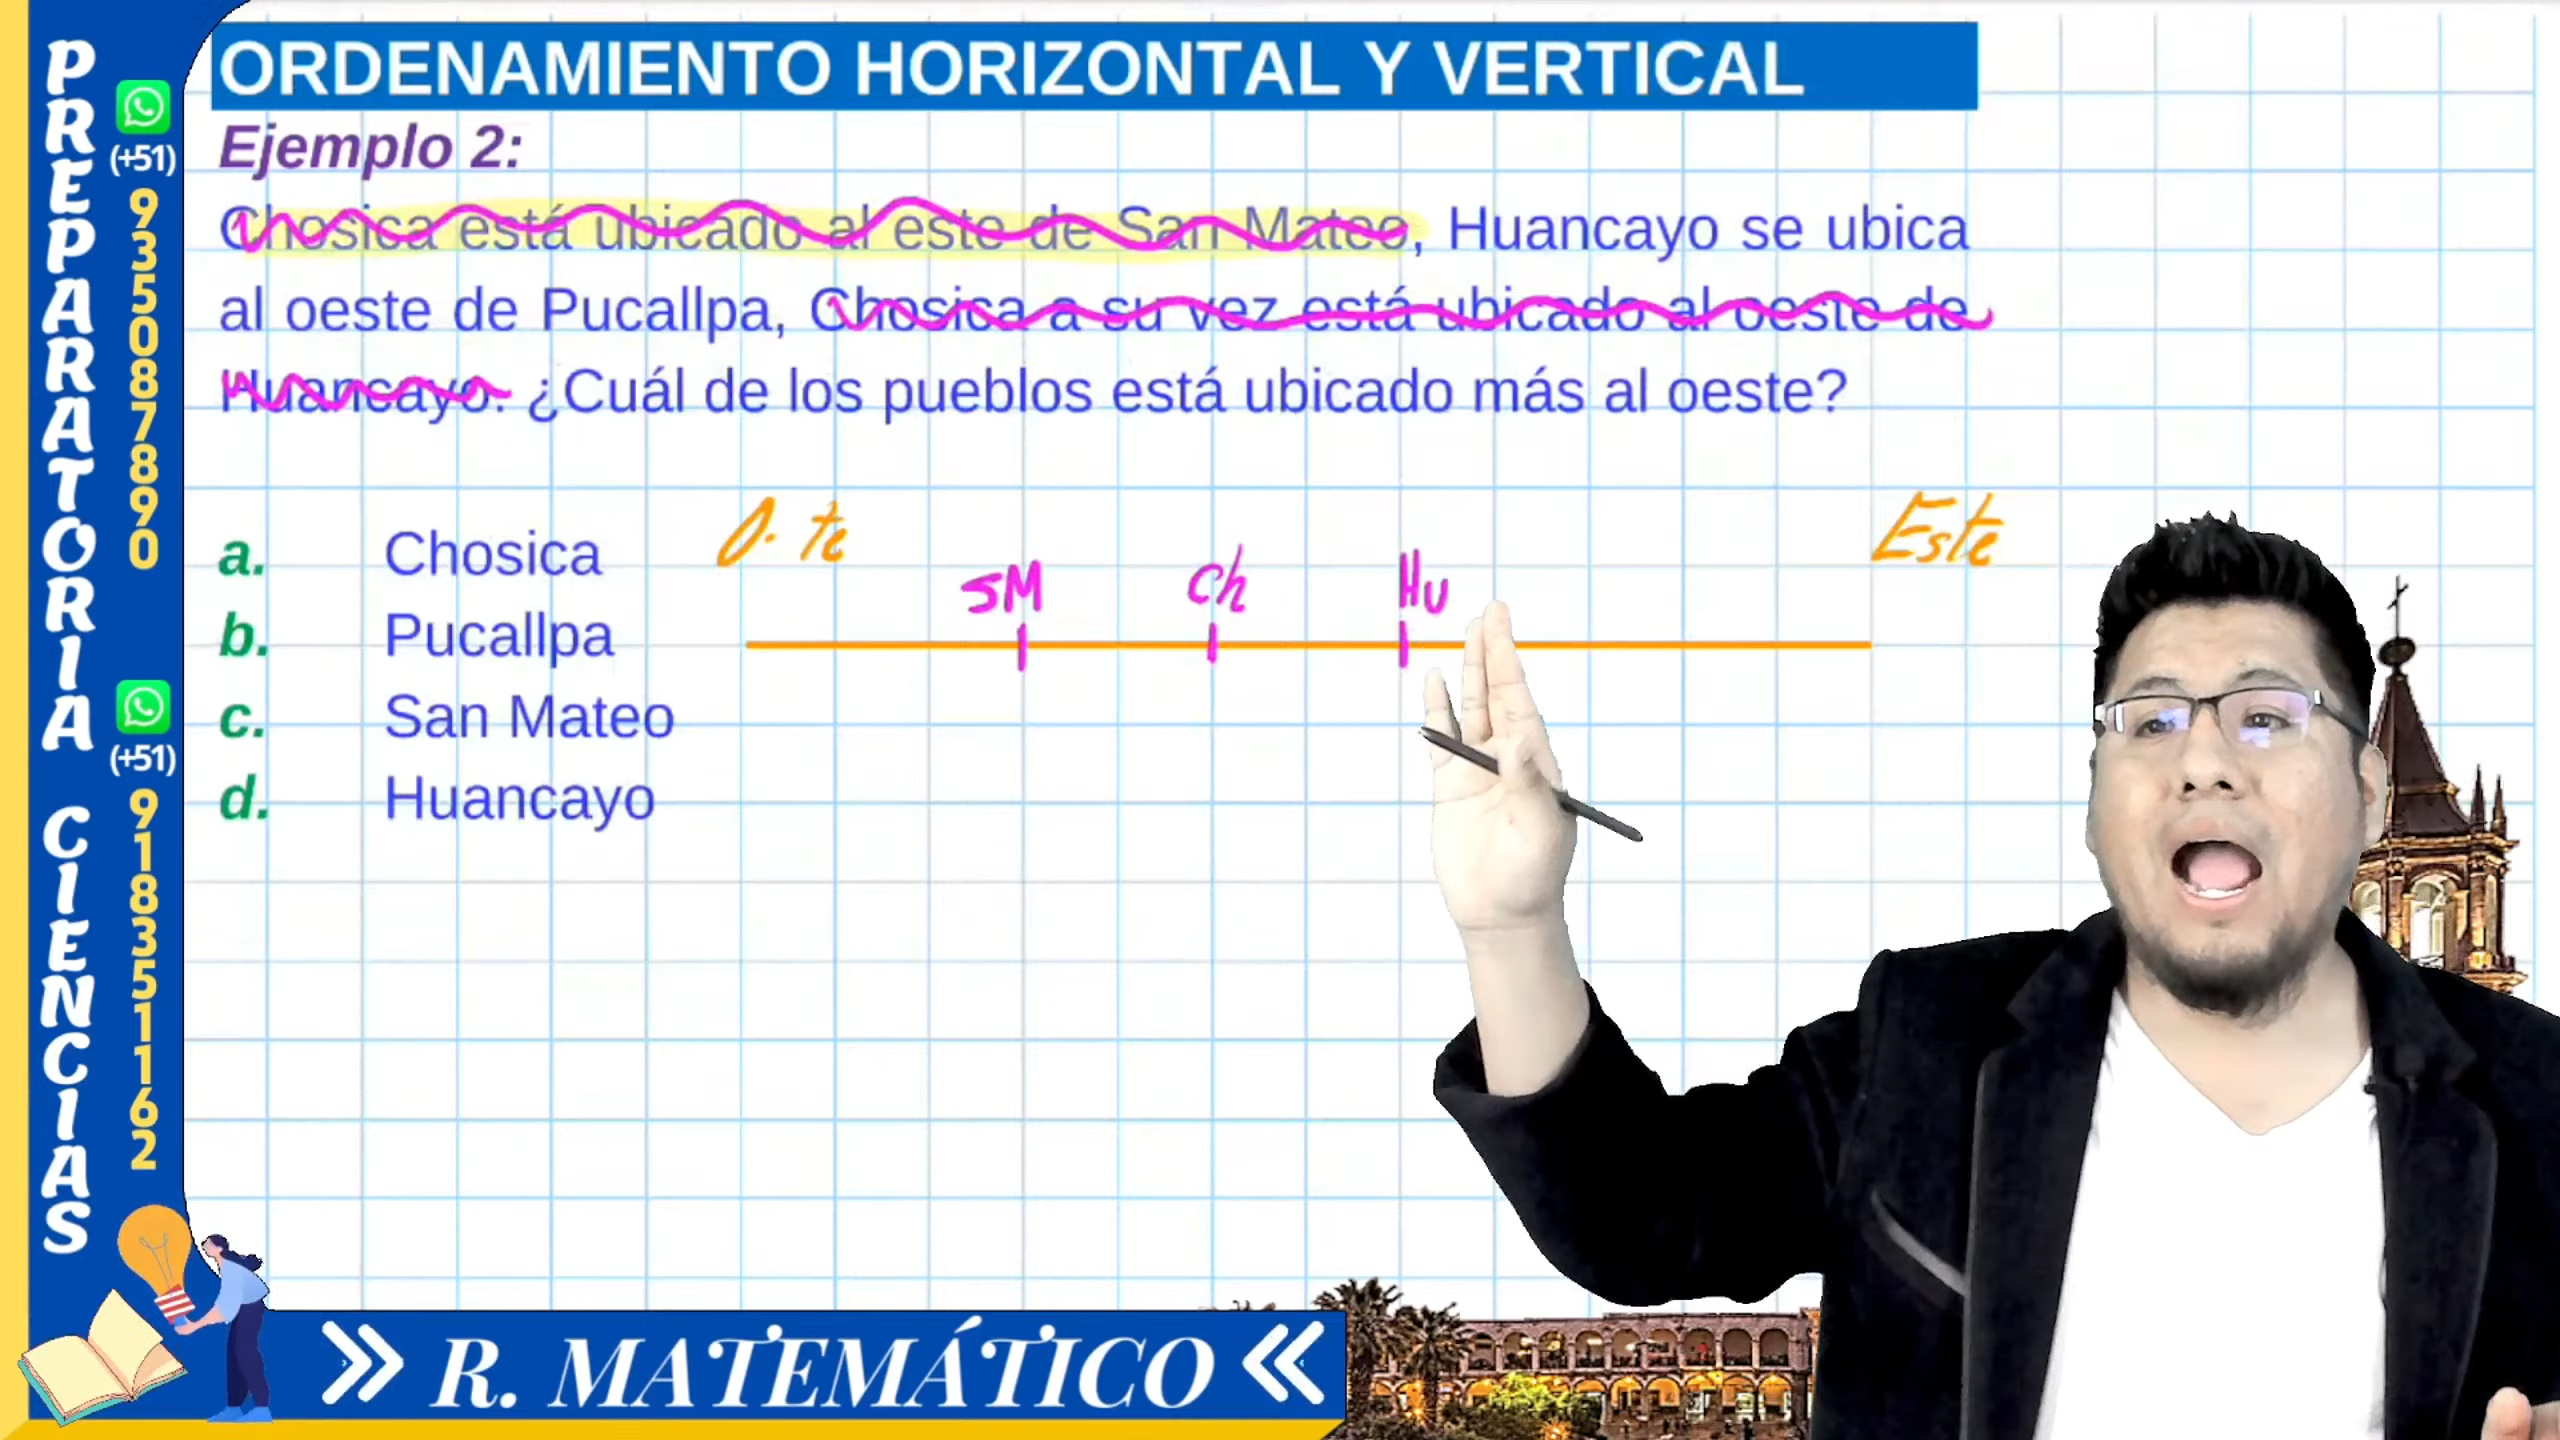 PREPARATORIA CIENCIAS
(+51)
935087890
(+51)
918351162
ORDENAMIENTO HORIZONTAL Y VERTICAL
Ejemplo 2:
Chosica está ubicado al este de San Mateo, Huancayo se ubica
al oeste de Pucallpa, Chosica a su vez está ubicado al oeste de
Huancayo. ¿Cuál de los pueblos está ubicado más al oeste?
O. te
Este
SM Ch Hu
a. Chosica
b. Pucallpa
c. San Mateo
d. Huancayo
R. MATEMÁTICO